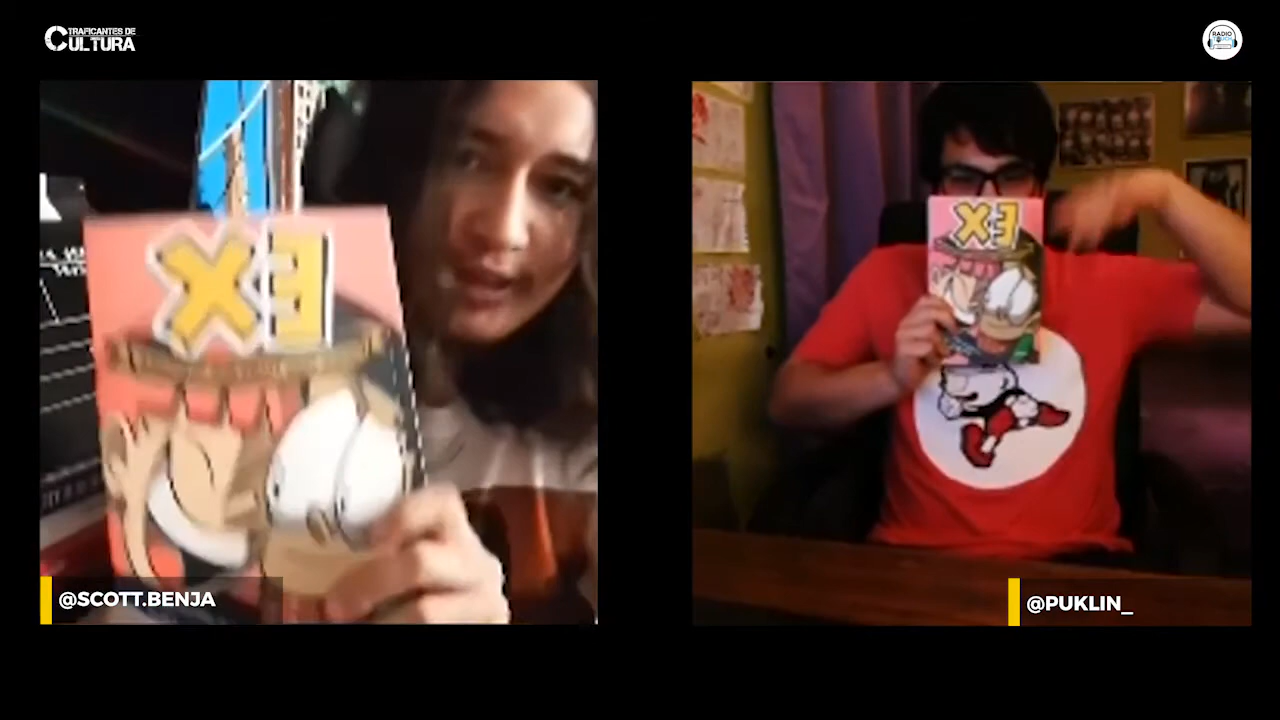 TRAFICANTES DE
CULTURA
RADIO
EX
EX
@SCOTT.BENJA
@PUKLIN_